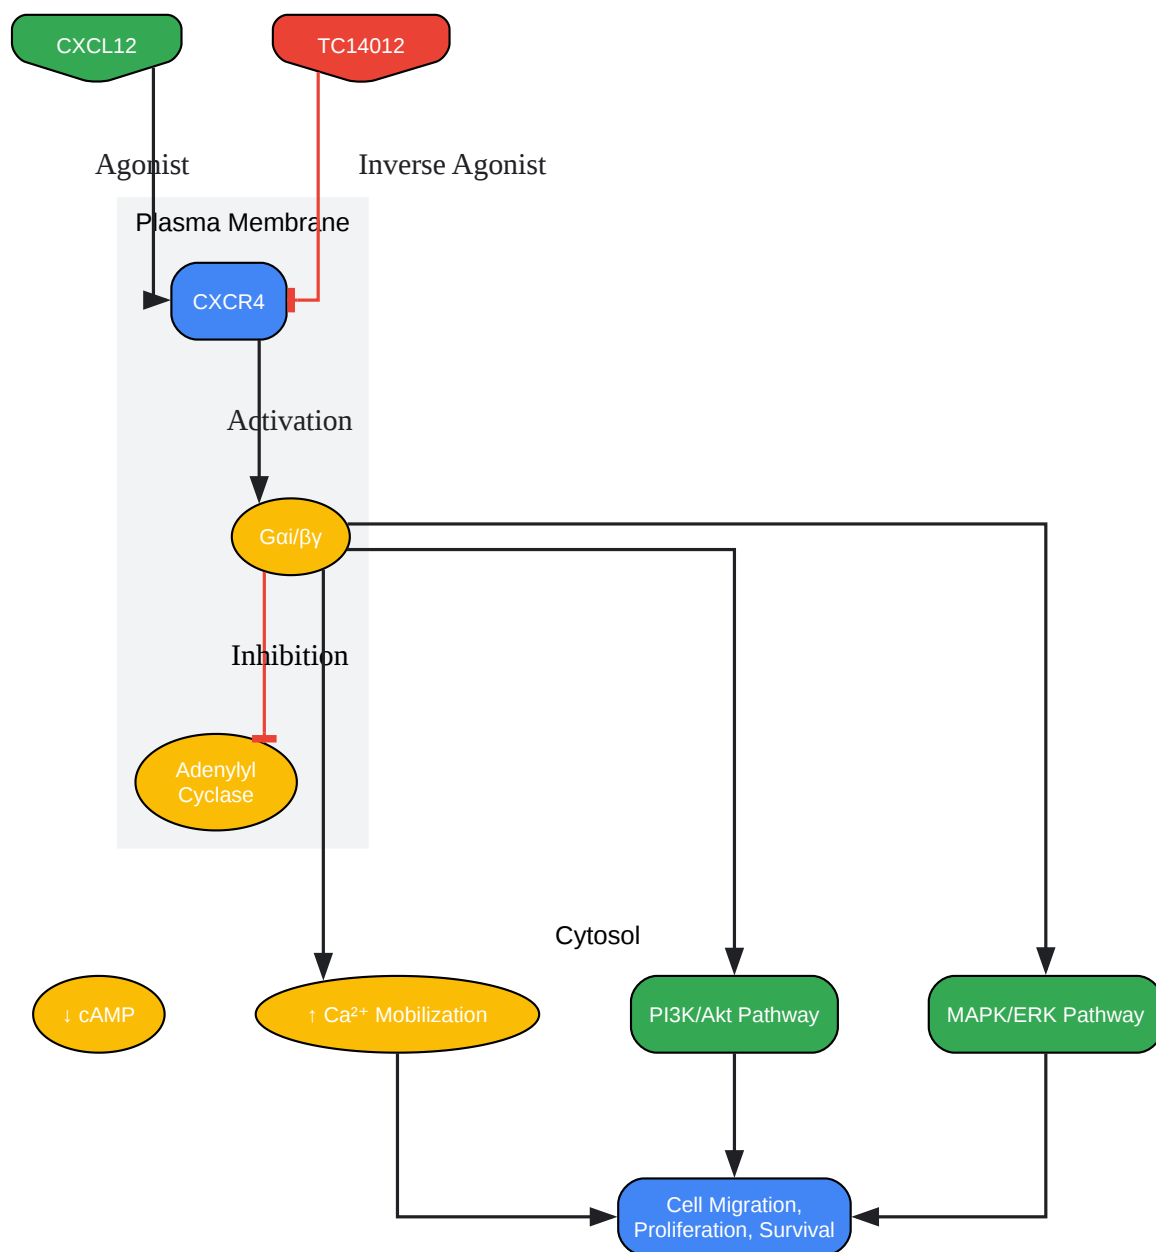 CXCL12
TC14012
Agonist
Inverse Agonist
Plasma Membrane
CXCR4
Activation
Gαi/βγ
Inhibition
Adenylyl
Cyclase
Cytosol
↓ cAMP
↑ Ca²⁺ Mobilization
PI3K/Akt Pathway
MAPK/ERK Pathway
Cell Migration,
Proliferation, Survival